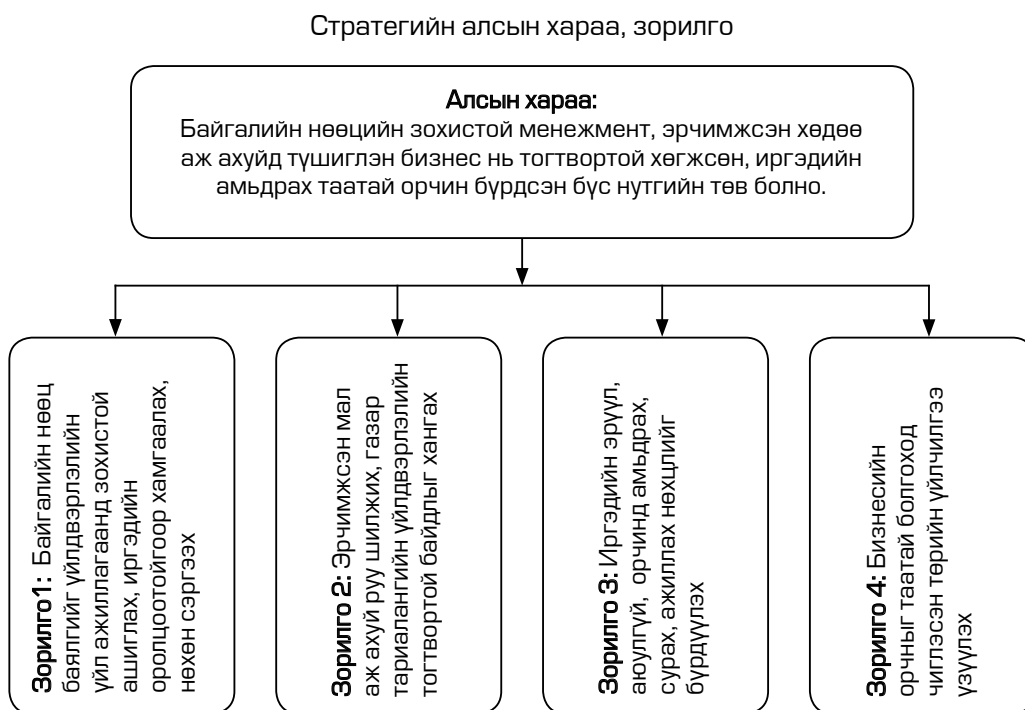 Стратегийн алсын хараа, зорилго
Алсын хараа:
Байгалийн нөөцийн зохистой менежмент, эрчимжсэн хөдөө
аж ахуйд түшиглэн бизнес нь тогтвортой хөгжсөн, иргэдийн
амьдрах таатай орчин бүрдсэн бүс нутгийн төв болно.
Зорилго1: Байгалийн нөөц
баялгийг үйлдвэрлэлийн
үйл ажиллагаанд зохистой
ашиглах, иргэдийн
оролцоотойгоор хамгаалах,
нөхөн сэргээх
Зорилго 2: Эрчимжсэн мал
аж ахуй руу шилжих, газар
тариалангийн үйлдвэрлэлийн
тогтвортой байдлыг хангах
Зорилго 3: Иргэдийн эрүүл,
аюулгүй, орчинд амьдрах,
сурах, ажиллах нөхцлийг
бүрдүүлэх
Зорилго 4: Бизнесийн
орчныг таатай болгоход
чиглэсэн төрийн үйлчилгээ
үзүүлэх